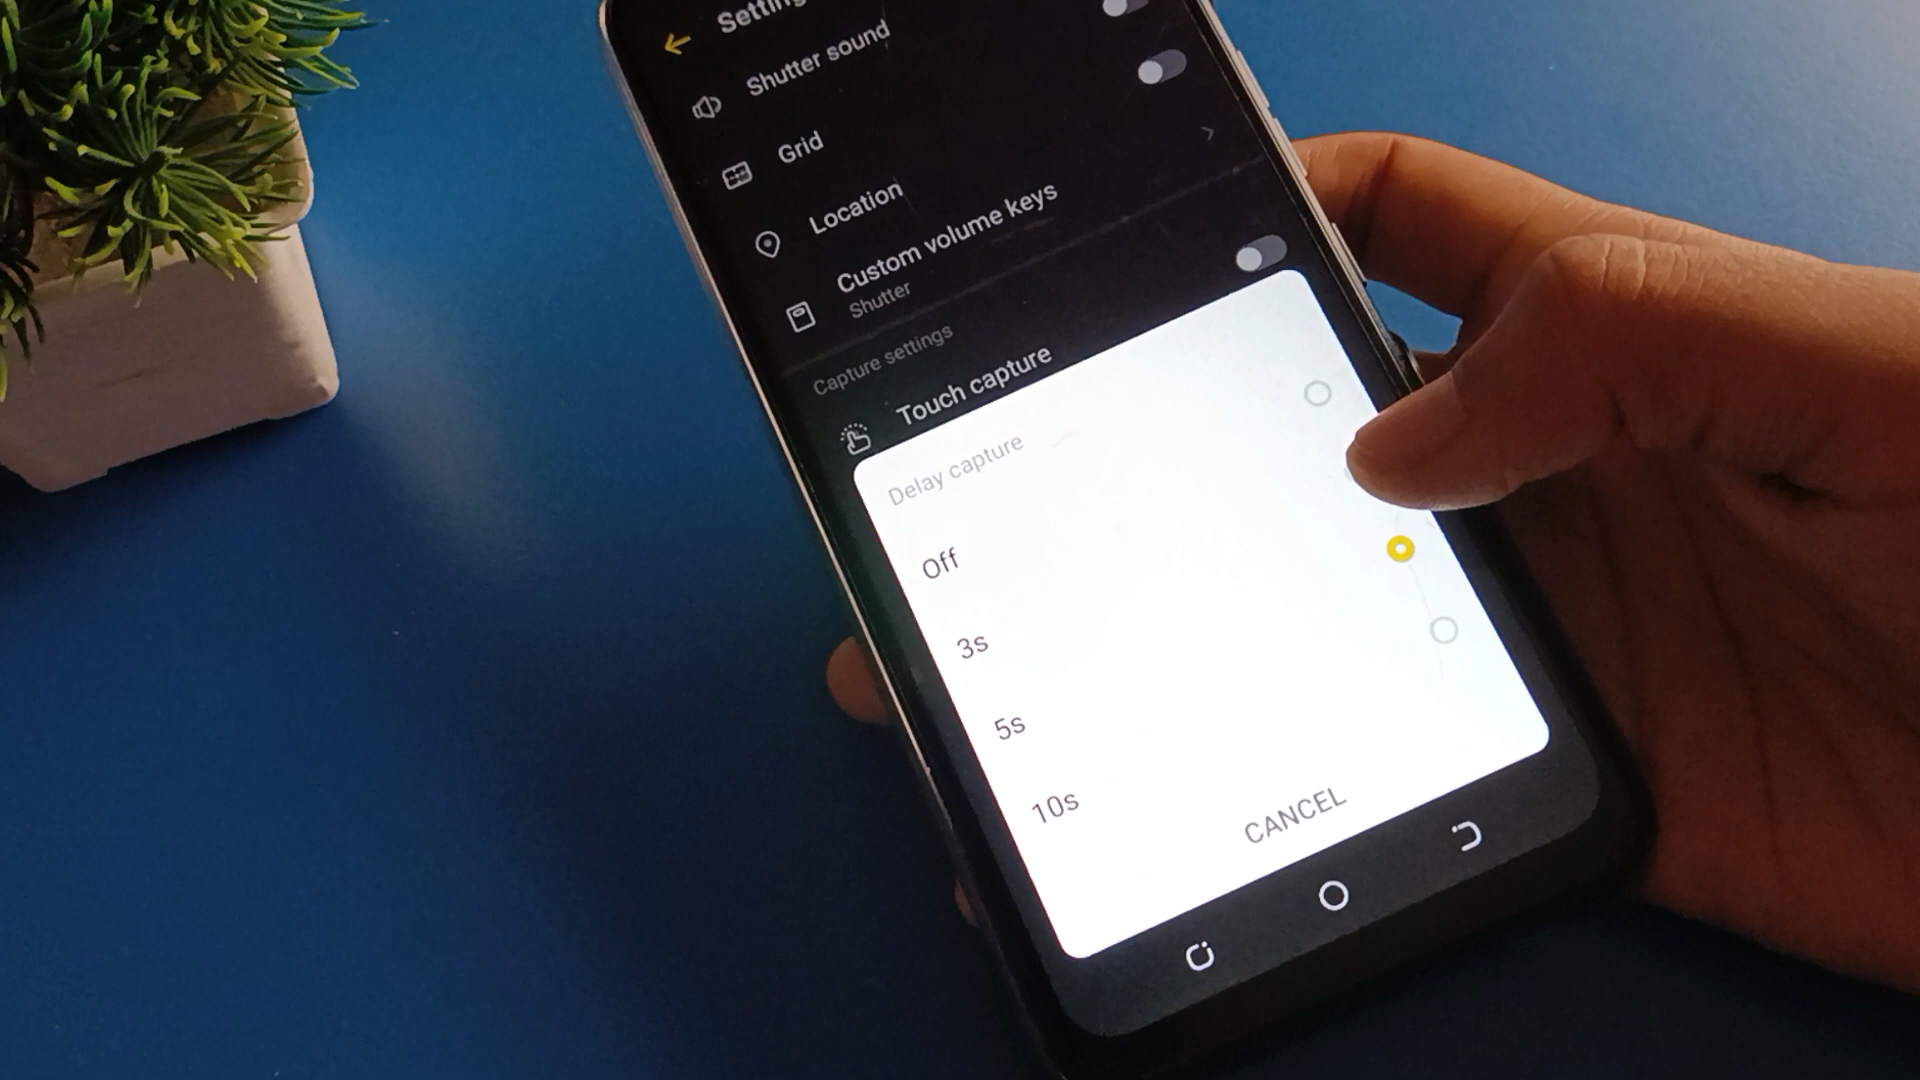 Shutter sound
Grid
Location
Custom volume keys
Shutter
Capture settings
Touch capture
Delay capture
Off
3s
5s
10s
CANCEL